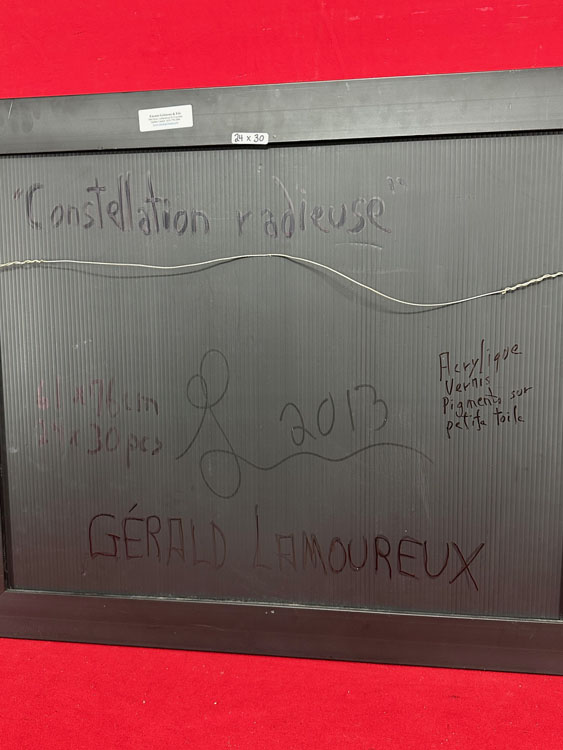 24 x 30
"Constellation radieuse"
Acrylique
Vernis
Pigments sur
petite toile
61 x 76 cm
24 x 30 pcs
2013
GÉRALD LAMOUREUX